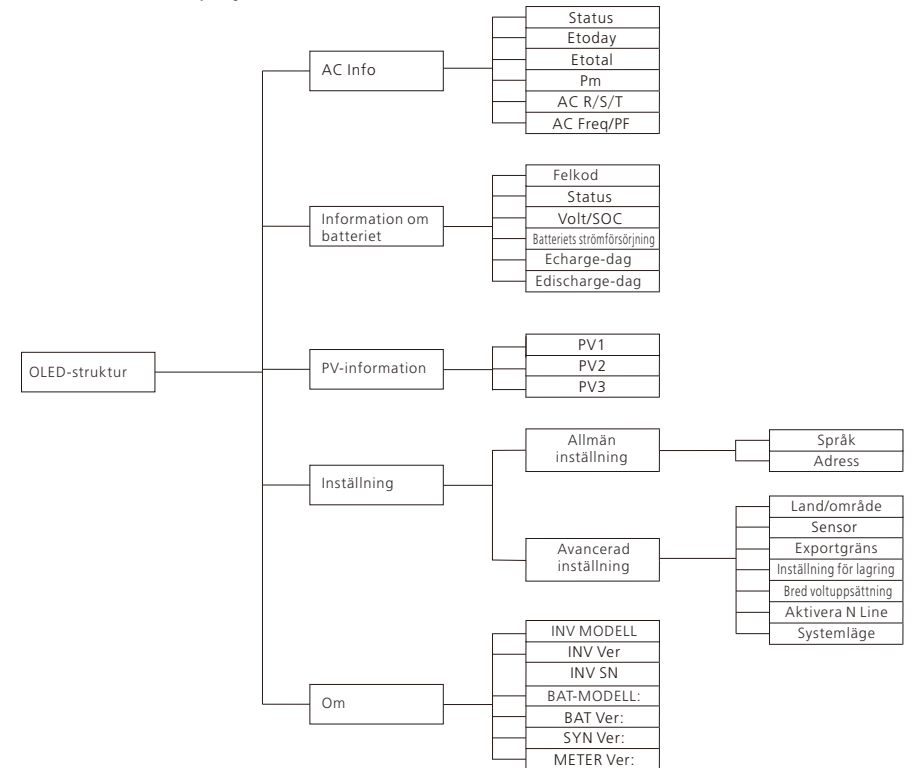 Status
Etoday
Etotal
Pm
AC R/S/T
AC Freq/PF
AC Info
Felkod
Status
Volt/SOC
Batteriets strömförsörjning
Echarge-dag
Edischarge-dag
Information om
batteriet
PV1
PV2
PV3
PV-information
OLED-struktur
Allmän
inställning
Språk
Adress
Inställning
Avancerad
inställning
Land/område
Sensor
Exportgräns
Inställning för lagring
Bred voltuppsättning
Aktivera N Line
Systemläge
Om
INV MODELL
INV Ver
INV SN
BAT-MODELL:
BAT Ver:
SYN Ver:
METER Ver: